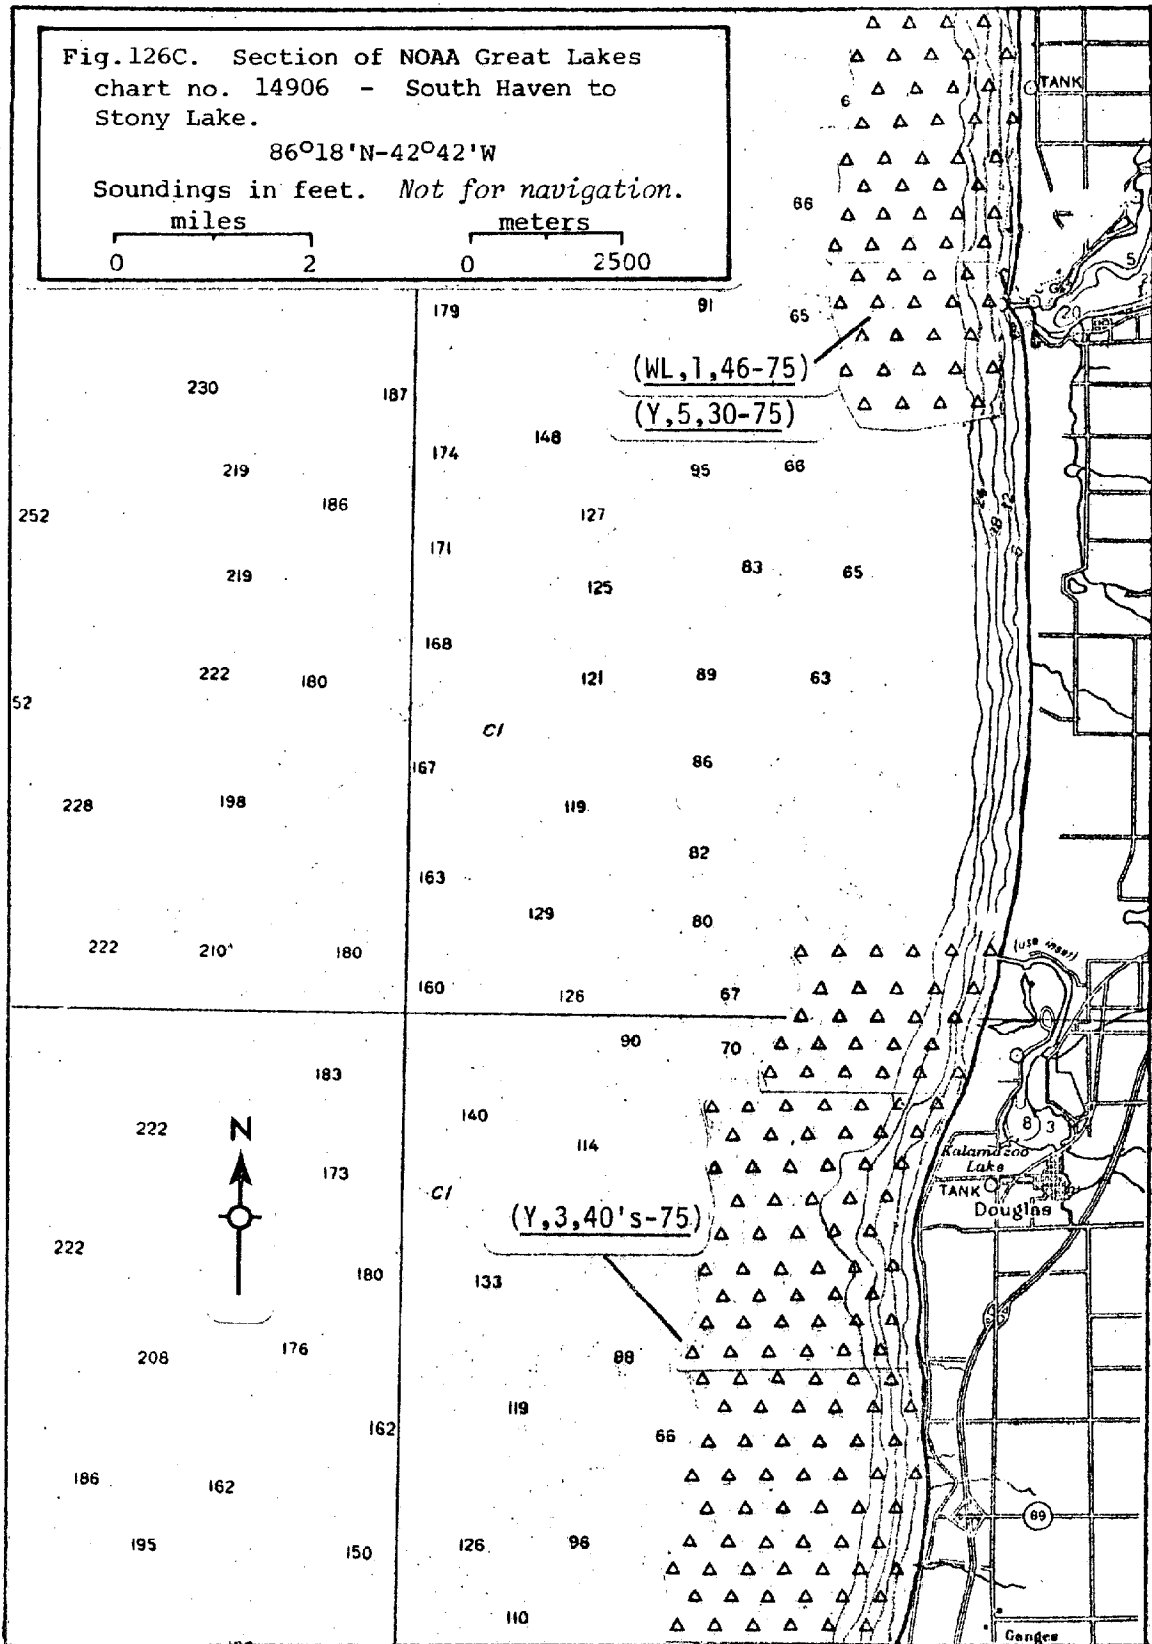 Fig.126C. Section of NOAA Great Lakes
chart no. 14906 - South Haven to
Stony Lake.
86°18'N-42°42'W
Soundings in feet. Not for navigation.
miles
meters
0 2 0 2500
TANK
6
66
5
179 91 65
20
(WL,1,46-75)
230 187
(Y,5,30-75)
148
174
219 95 66
186
252 127
24 12
18
171
83 65
219 125
168
222 180 121 89 63
52
Cl
86
167
228 198 119
82
163
129
80
222 210 180
(use inset)
160 126 67
90 70
183
140
222 N 114
8 3
Kalamazoo
Lake
173
Cl
TANK
Douglas
(Y,3,40's-75)
222
180 133
208 176 88
119
162 66
186 162
89
195 150 126 96
110
Ganges